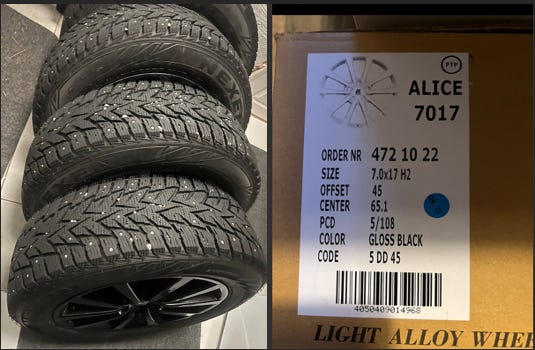 NEXE
PTP
ALICE
7017
ORDER NR 472 10 22
SIZE 7.0x17 H2
OFFSET 45
CENTER 65.1
PCD 5/108
COLOR GLOSS BLACK
CODE 5 DD 45
4050409014968
LIGHT ALLOY WHEE